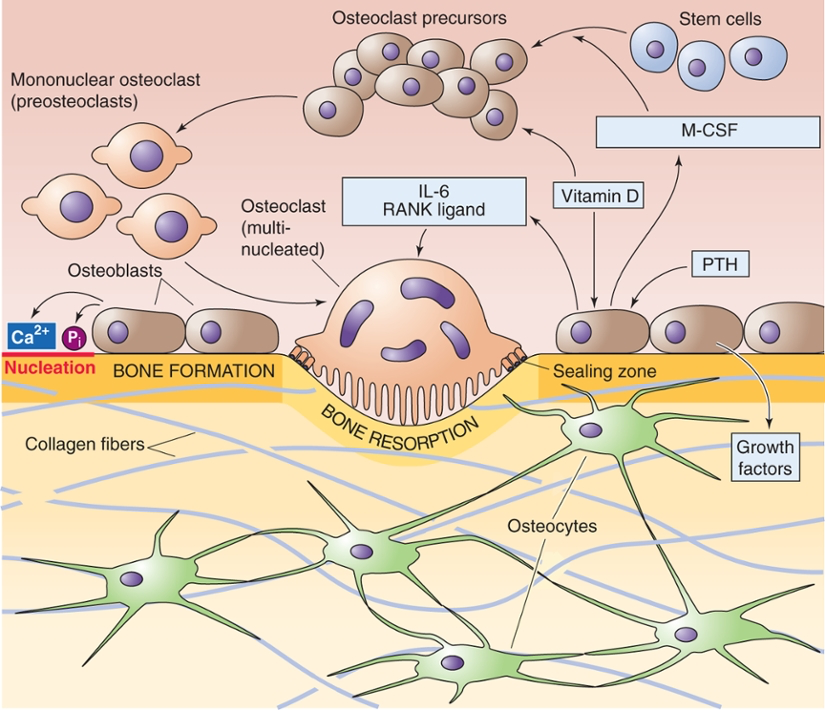 Osteoclast precursors
Stem cells
Mononuclear osteoclast
(preosteoclasts)
M-CSF
IL-6
RANK ligand
Vitamin D
Osteoclast
(multi-
nucleated)
PTH
Osteoblasts
Ca2+
Pi
Nucleation
BONE FORMATION
Sealing zone
BONE RESORPTION
Collagen fibers
Growth
factors
Osteocytes